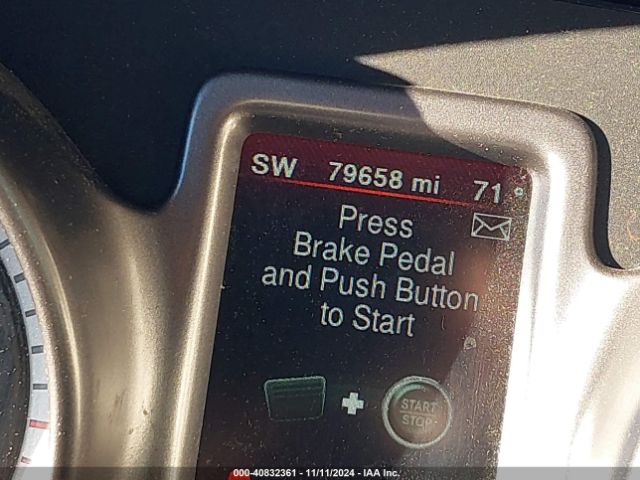 SW 79658 mi 71°
Press
Brake Pedal
and Push Button
to Start
START
STOP
000-40832361 - 11/11/2024 - IAA Inc.